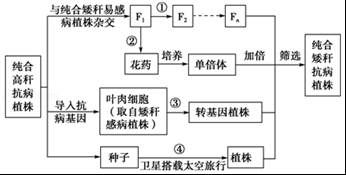 与纯合矮秆易感
病植株杂交
①
F₁
F₂
Fₙ
②
花药
培养
单倍体
加倍
筛选
纯合
高秆
抗病
植株
纯合
矮秆
抗病
植株
导入抗
病基因
叶肉细胞
（取自矮秆
感病植株）
③
转基因植株
种子
④
卫星搭载太空旅行
植株